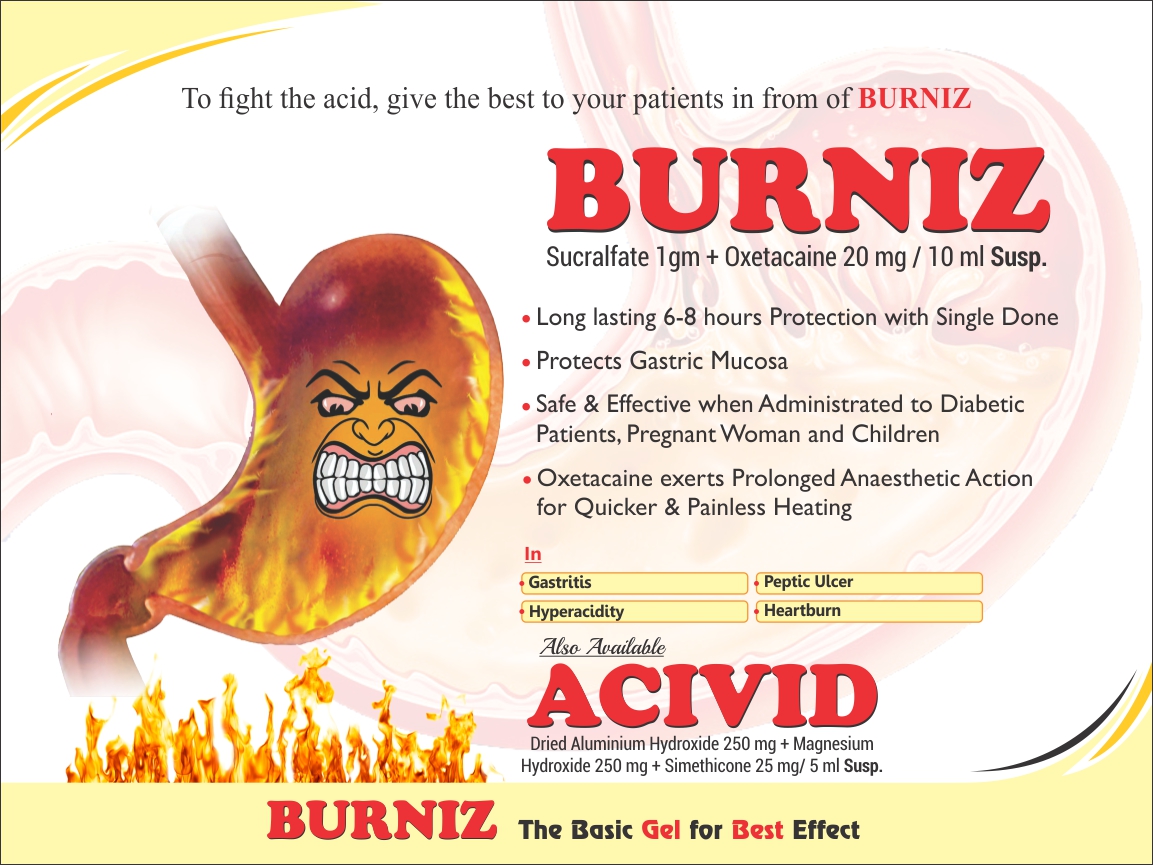 To fight the acid, give the best to your patients in from of BURNIZ
BURNIZ
Sucralfate 1gm + Oxetacaine 20 mg / 10 ml Susp.
• Long lasting 6-8 hours Protection with Single Done
• Protects Gastric Mucosa
• Safe & Effective when Administrated to Diabetic
Patients, Pregnant Woman and Children
• Oxetacaine exerts Prolonged Anaesthetic Action
for Quicker & Painless Heating
In
• Gastritis
• Peptic Ulcer
• Hyperacidity
• Heartburn
Also Available
ACIVID
Dried Aluminium Hydroxide 250 mg + Magnesium
Hydroxide 250 mg + Simethicone 25 mg/ 5 ml Susp.
BURNIZ The Basic Gel for Best Effect